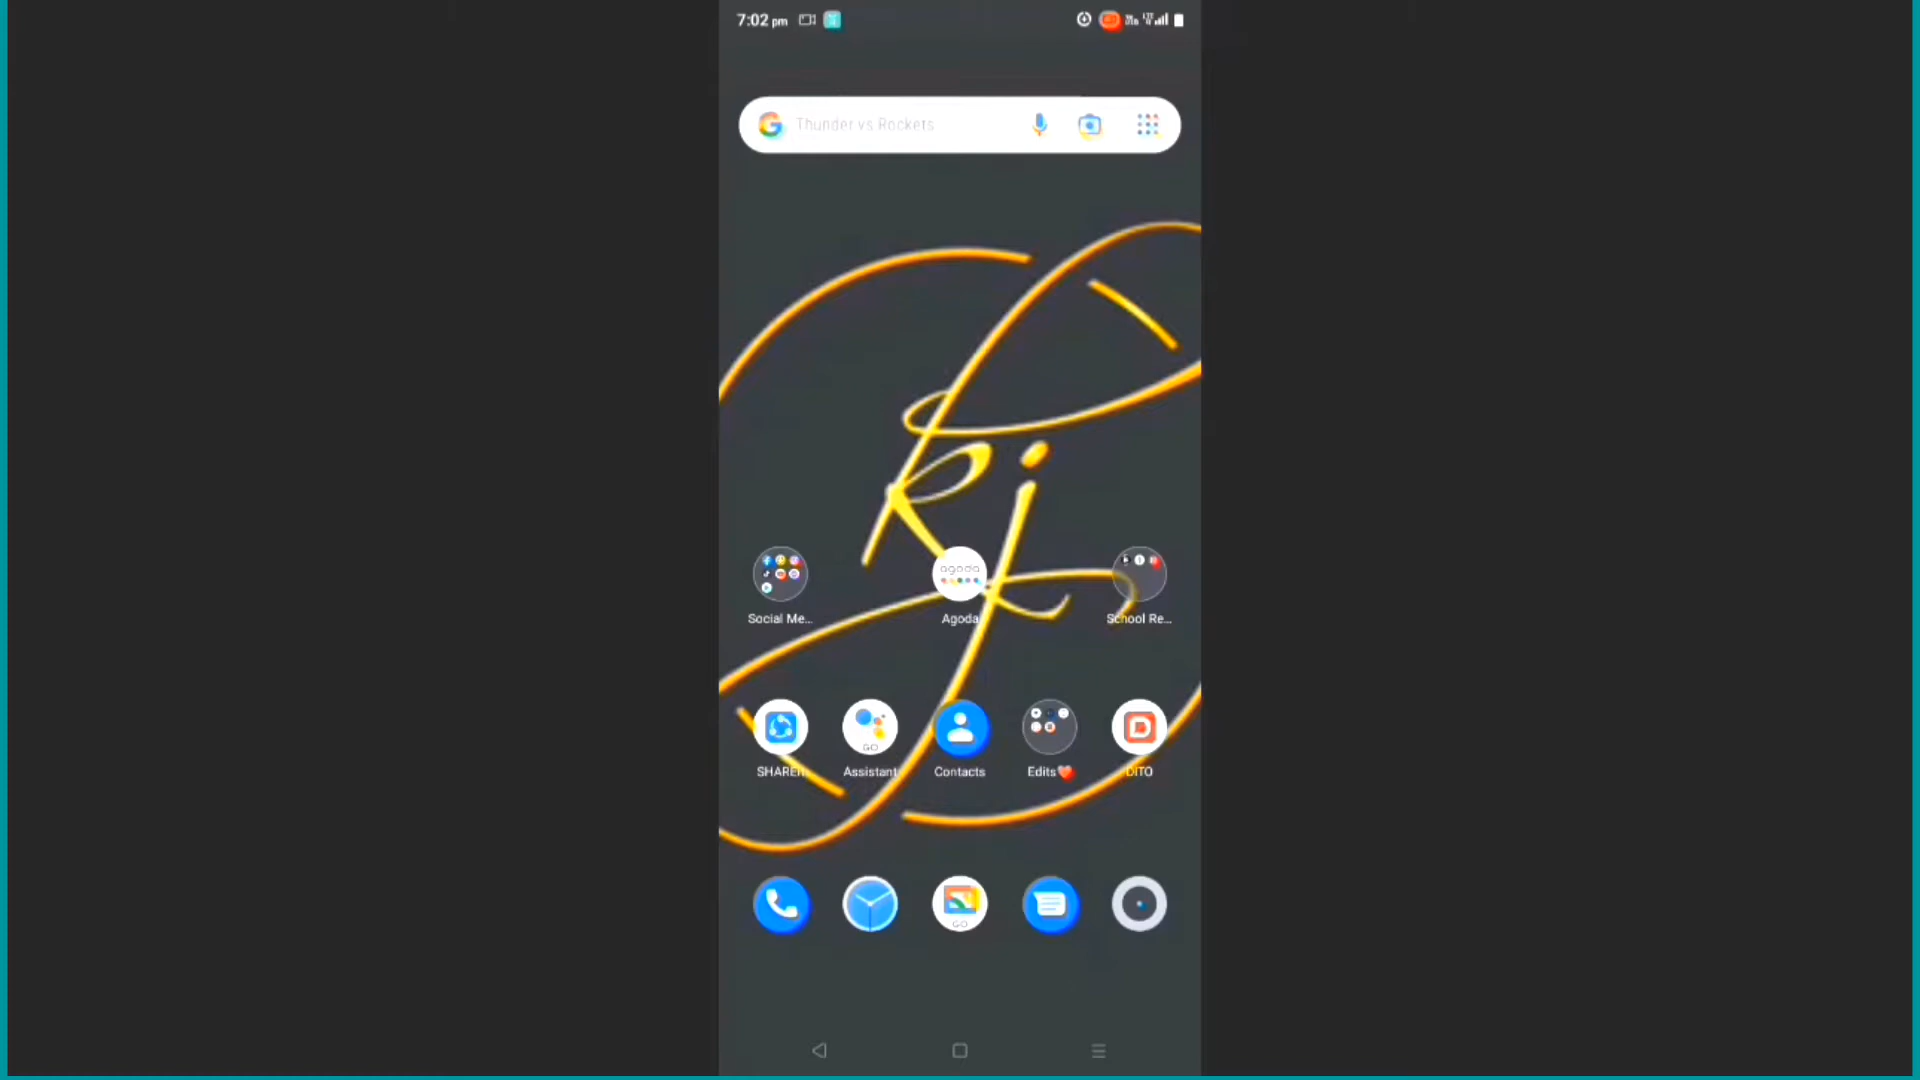 7:02 pm
Thunder vs Rockets
Rj
agoda
Social Me... Agoda School Re...
GO
SHAREit Assistant Contacts Edits❤️ DITO
GO